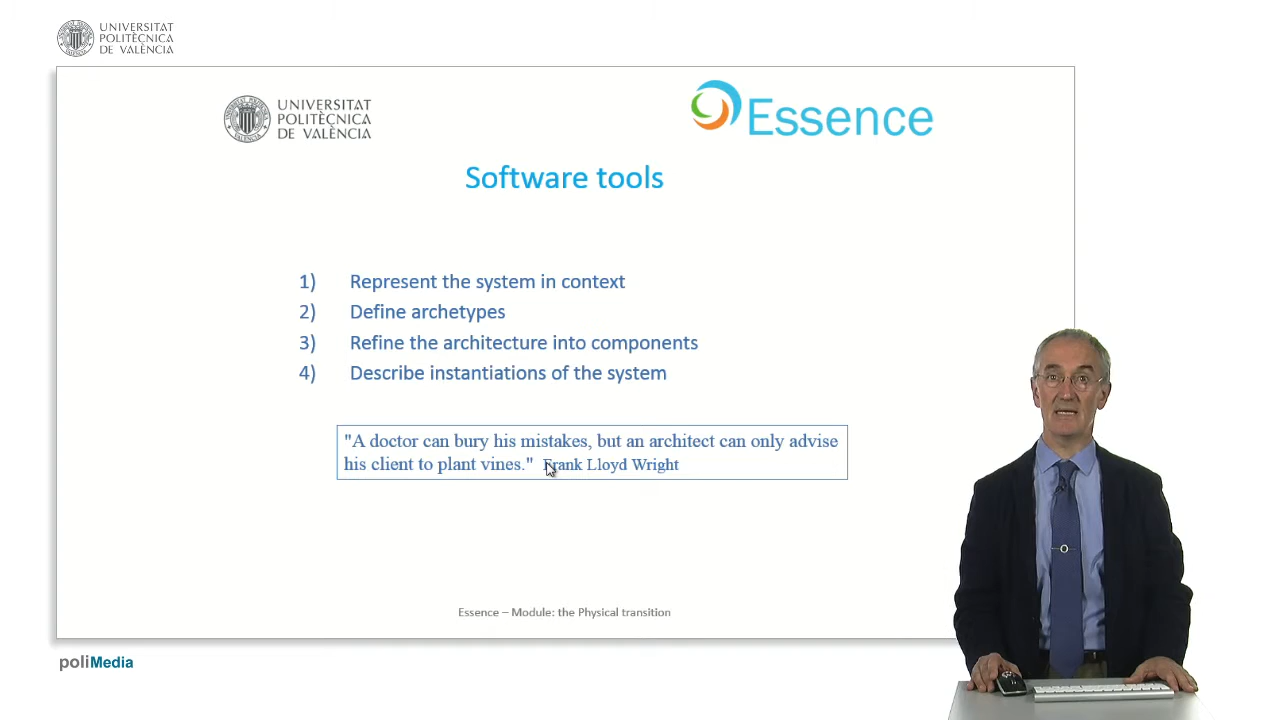 UNIVERSITAT
POLITÈCNICA
DE VALÈNCIA
UNIVERSITAT
POLITÈCNICA
DE VALÈNCIA
Essence
Software tools
1) Represent the system in context
2) Define archetypes
3) Refine the architecture into components
4) Describe instantiations of the system
"A doctor can bury his mistakes, but an architect can only advise
his client to plant vines." Frank Lloyd Wright
Essence – Module: the Physical transition
poliMedia